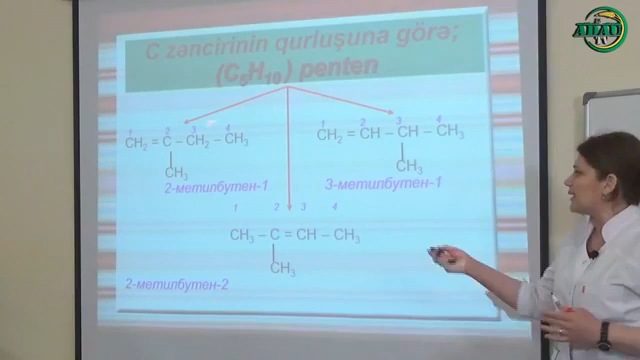 C zəncirinin qurluşuna görə;
(C₅H₁₀) penten
1 2 3 4
CH₂ = C – CH₂ – CH₃
CH₃
2-метилбутен-1
1 2 3 4
CH₂ = CH – CH – CH₃
CH₃
3-метилбутен-1
1 2 3 4
CH₃ – C = CH – CH₃
CH₃
2-метилбутен-2
ADAU